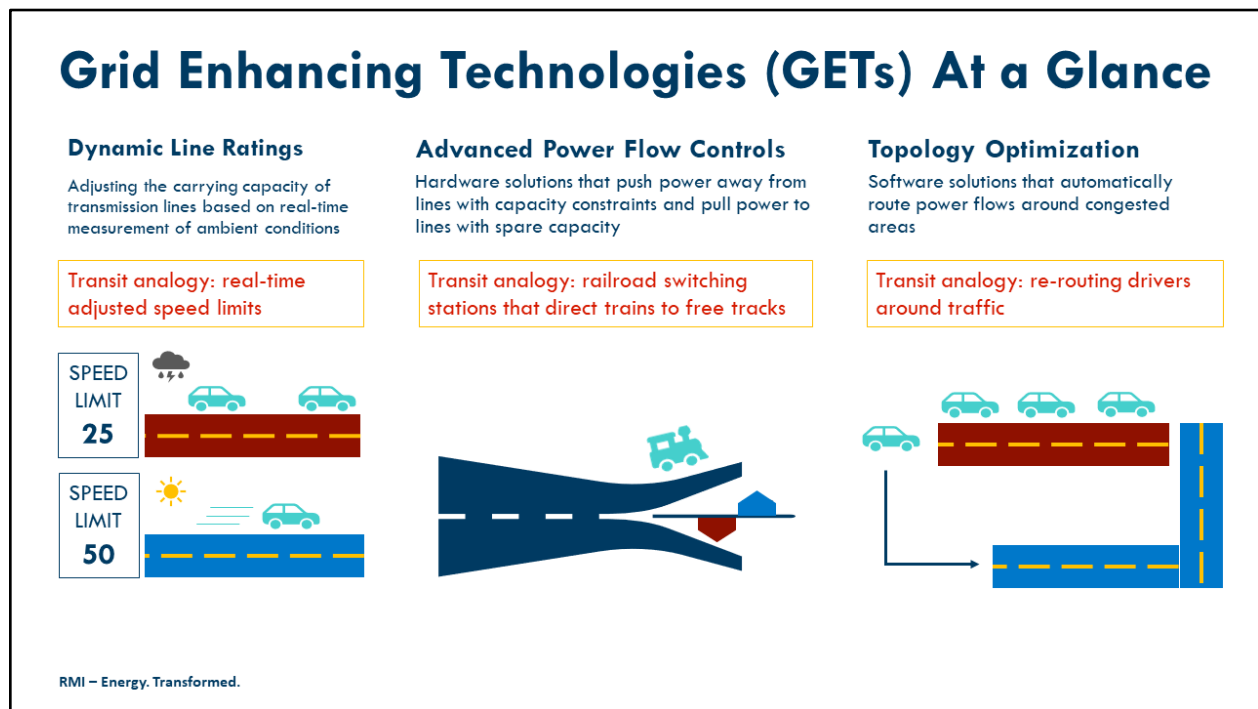 Grid Enhancing Technologies (GETs) At a Glance
Dynamic Line Ratings
Adjusting the carrying capacity of
transmission lines based on real-time
measurement of ambient conditions
Transit analogy: real-time
adjusted speed limits
SPEED
LIMIT
25
SPEED
LIMIT
50
Advanced Power Flow Controls
Hardware solutions that push power away from
lines with capacity constraints and pull power to
lines with spare capacity
Transit analogy: railroad switching
stations that direct trains to free tracks
Topology Optimization
Software solutions that automatically
route power flows around congested
areas
Transit analogy: re-routing drivers
around traffic
RMI – Energy. Transformed.